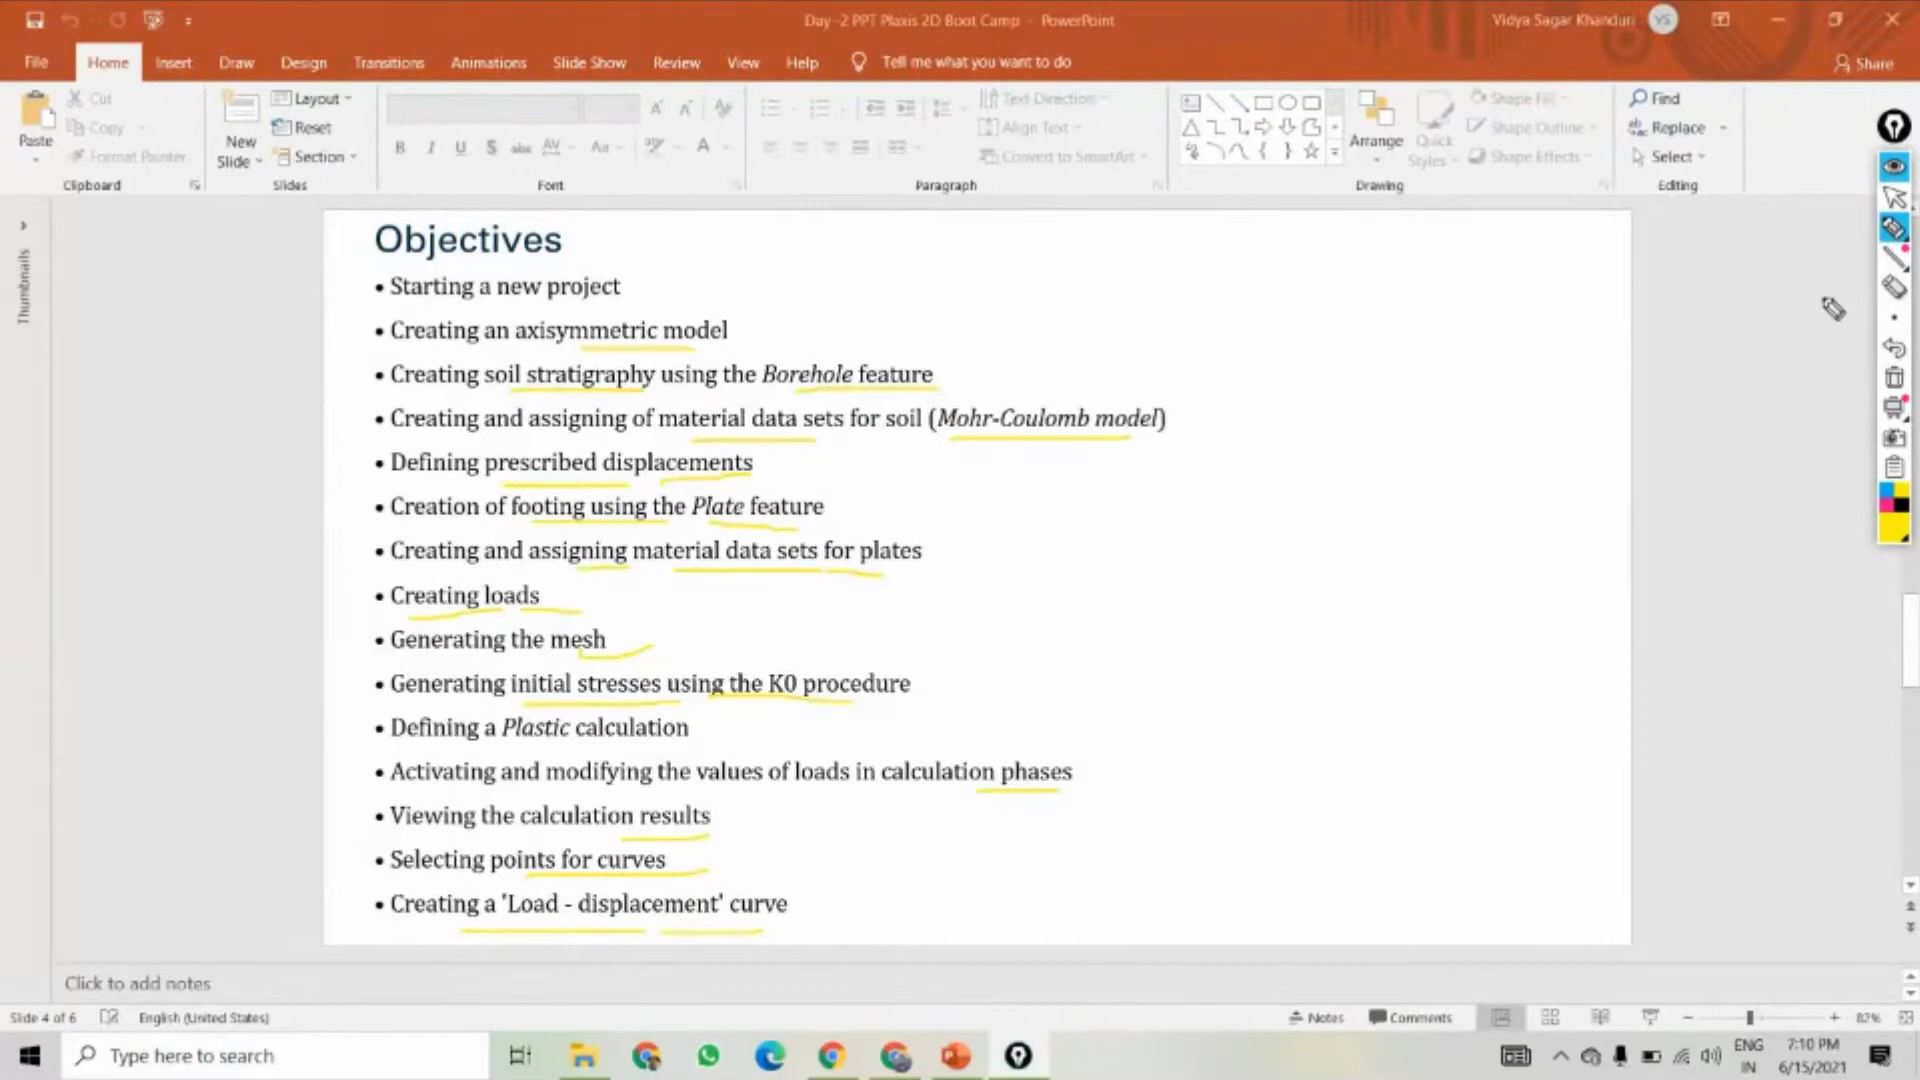 Day -2 PPT Plaxis 2D Boot Camp - PowerPoint
Vidya Sagar Khanduri
YS
File Home Insert Draw Design Transitions Animations Slide Show Review View Help Tell me what you want to do
Share
Paste
Cut
Copy
Format Painter
Clipboard
New Slide
Layout
Reset
Section
Slides
B I U S abc AV Aa A
Font
Text Direction
Align Text
Convert to SmartArt
Paragraph
Arrange
Quick Styles
Shape Fill
Shape Outline
Shape Effects
Drawing
Find
Replace
Select
Editing
Thumbnails
Objectives
• Starting a new project
• Creating an axisymmetric model
• Creating soil stratigraphy using the Borehole feature
• Creating and assigning of material data sets for soil (Mohr-Coulomb model)
• Defining prescribed displacements
• Creation of footing using the Plate feature
• Creating and assigning material data sets for plates
• Creating loads
• Generating the mesh
• Generating initial stresses using the K0 procedure
• Defining a Plastic calculation
• Activating and modifying the values of loads in calculation phases
• Viewing the calculation results
• Selecting points for curves
• Creating a 'Load - displacement' curve
Click to add notes
Slide 4 of 6 English (United States)
Notes Comments 82%
Type here to search
ENG
IN
7:10 PM
6/15/2021